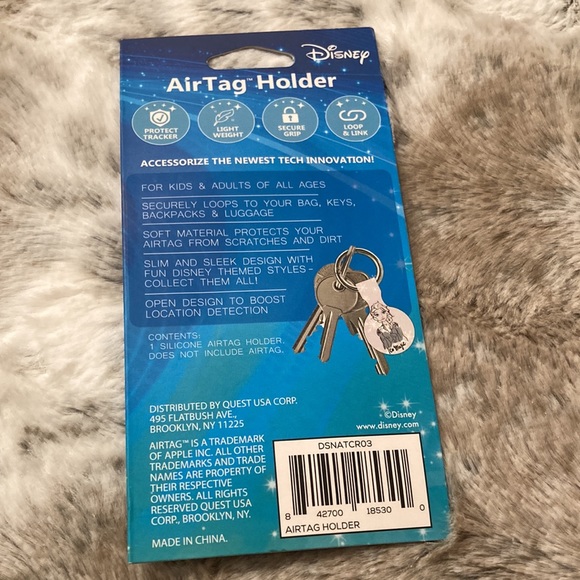 Disney
AirTag™ Holder
PROTECT
TRACKER
LIGHT
WEIGHT
SECURE
GRIP
LOOP
& LINK
ACCESSORIZE THE NEWEST TECH INNOVATION!
FOR KIDS & ADULTS OF ALL AGES
SECURELY LOOPS TO YOUR BAG, KEYS,
BACKPACKS & LUGGAGE
SOFT MATERIAL PROTECTS YOUR
AIRTAG FROM SCRATCHES AND DIRT
SLIM AND SLEEK DESIGN WITH
FUN DISNEY THEMED STYLES-
COLLECT THEM ALL!
OPEN DESIGN TO BOOST
LOCATION DETECTION
CONTENTS:
1 SILICONE AIRTAG HOLDER.
DOES NOT INCLUDE AIRTAG.
DISTRIBUTED BY QUEST USA CORP.
495 FLATBUSH AVE.,
BROOKLYN, NY 11225
AIRTAG™ IS A TRADEMARK
OF APPLE INC. ALL OTHER
TRADEMARKS AND TRADE
NAMES ARE PROPERTY OF
THEIR RESPECTIVE
OWNERS. ALL RIGHTS
RESERVED QUEST USA
CORP., BROOKLYN, NY.
MADE IN CHINA.
©Disney
www.disney.com
DSNATCR03
8 42700 18530 0
AIRTAG HOLDER